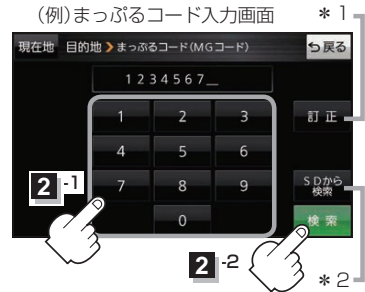 (例)まっぷるコード入力画面
＊1
現在地 目的地 まっぷるコード(MGコード) 戻る
1234567_
1 2 3 訂 正
4 5 6
7 8 9 SDから検索
0 検 索
2-1
2-2
＊2